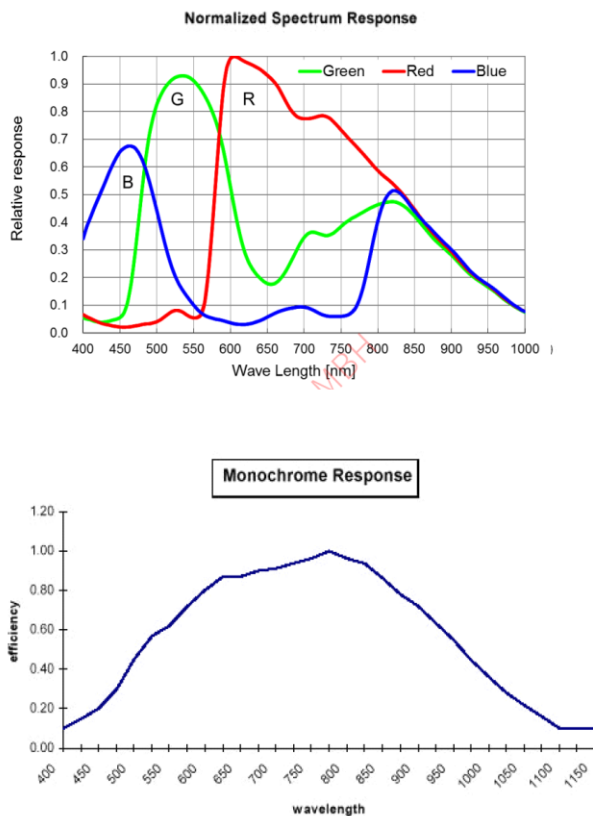 Normalized Spectrum Response
1.0
0.9
0.8
0.7
0.6
0.5
0.4
0.3
0.2
0.1
0.0
Relative response
Green Red Blue
G R
B
400 450 500 550 600 650 700 750 800 850 900 950 1000 )
Wave Length [nm]
MBH
Monochrome Response
1.20
1.00
0.80
0.60
0.40
0.20
0.00
efficiency
400 450 500 550 600 650 700 750 800 850 900 950 1000 1050 1100 1150
wavelength